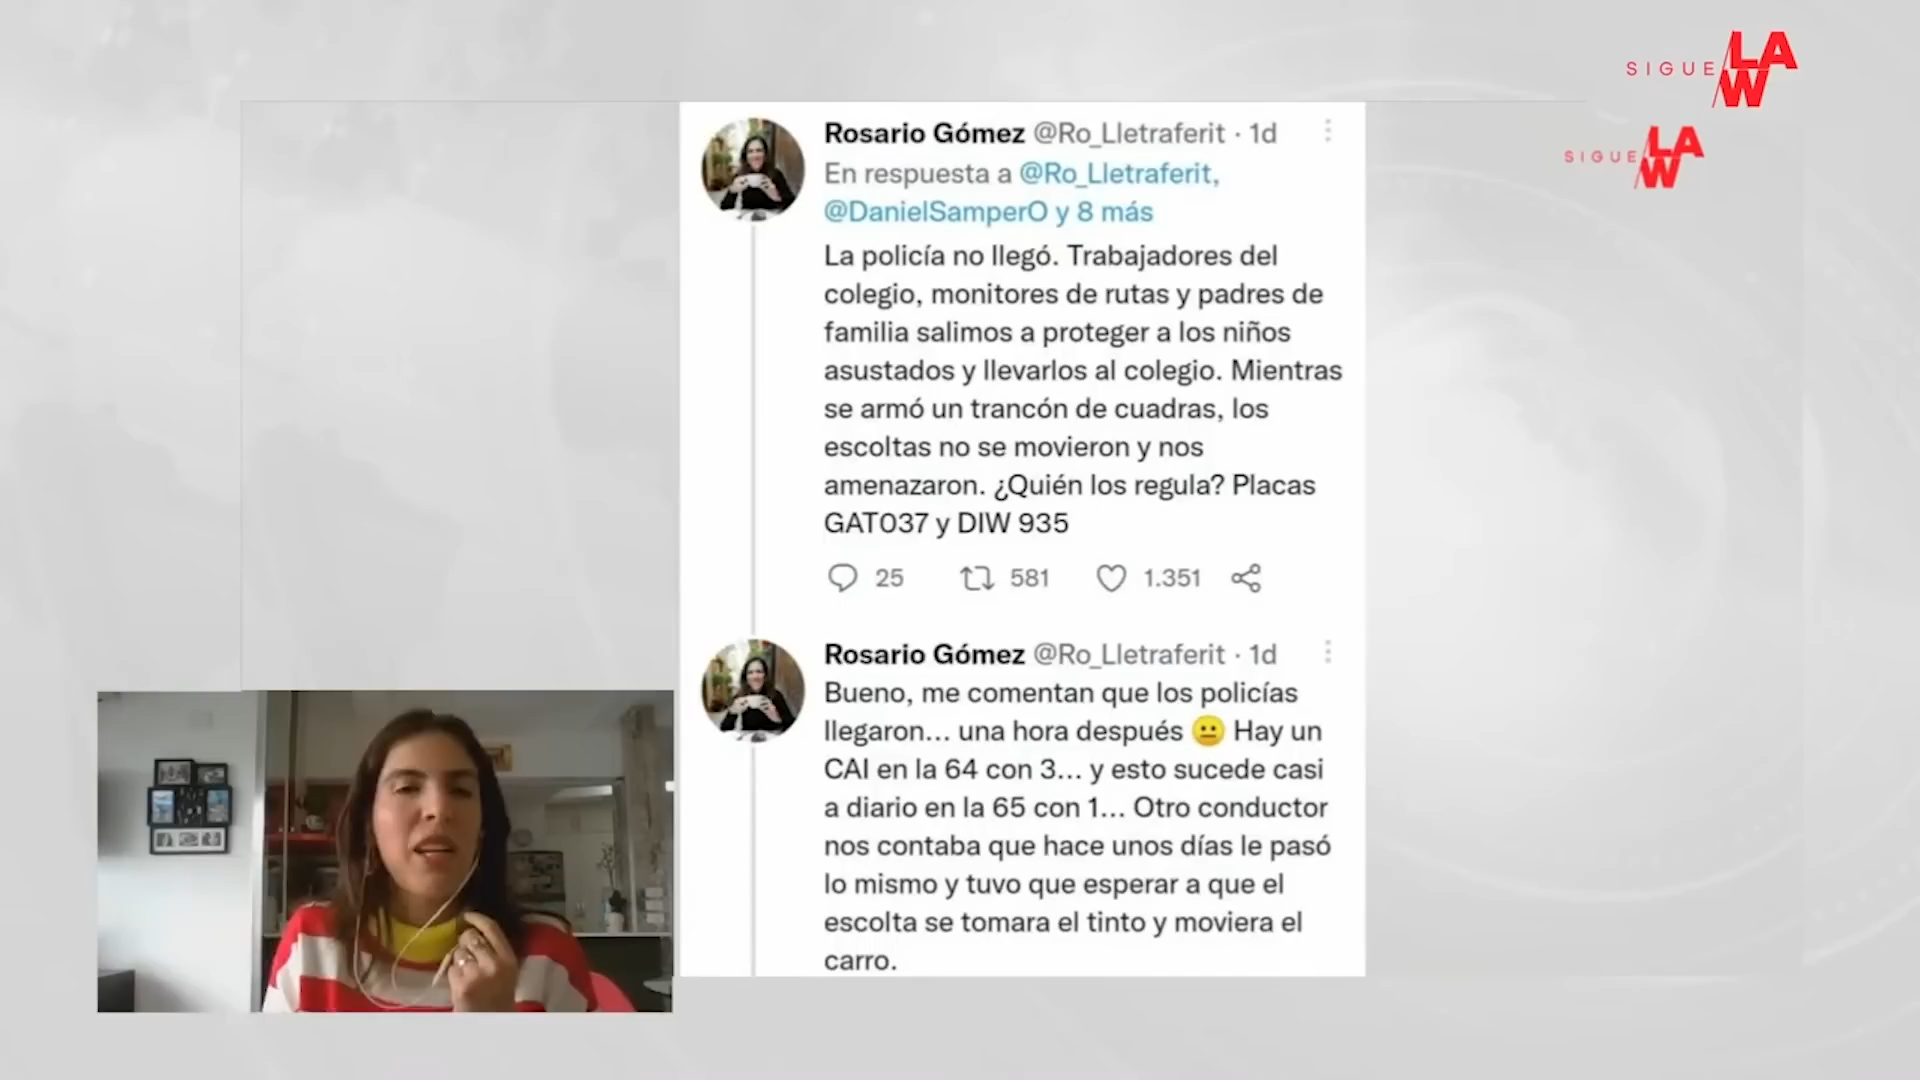 SIGUE LA W
SIGUE LA W
Rosario Gómez @Ro_Lletraferit · 1d
En respuesta a @Ro_Lletraferit,
@DanielSamperO y 8 más
La policía no llegó. Trabajadores del
colegio, monitores de rutas y padres de
familia salimos a proteger a los niños
asustados y llevarlos al colegio. Mientras
se armó un trancón de cuadras, los
escoltas no se movieron y nos
amenazaron. ¿Quién los regula? Placas
GAT037 y DIW 935
25 581 1.351
Rosario Gómez @Ro_Lletraferit · 1d
Bueno, me comentan que los policías
llegaron... una hora después 😐 Hay un
CAI en la 64 con 3... y esto sucede casi
a diario en la 65 con 1... Otro conductor
nos contaba que hace unos días le pasó
lo mismo y tuvo que esperar a que el
escolta se tomara el tinto y moviera el
carro.